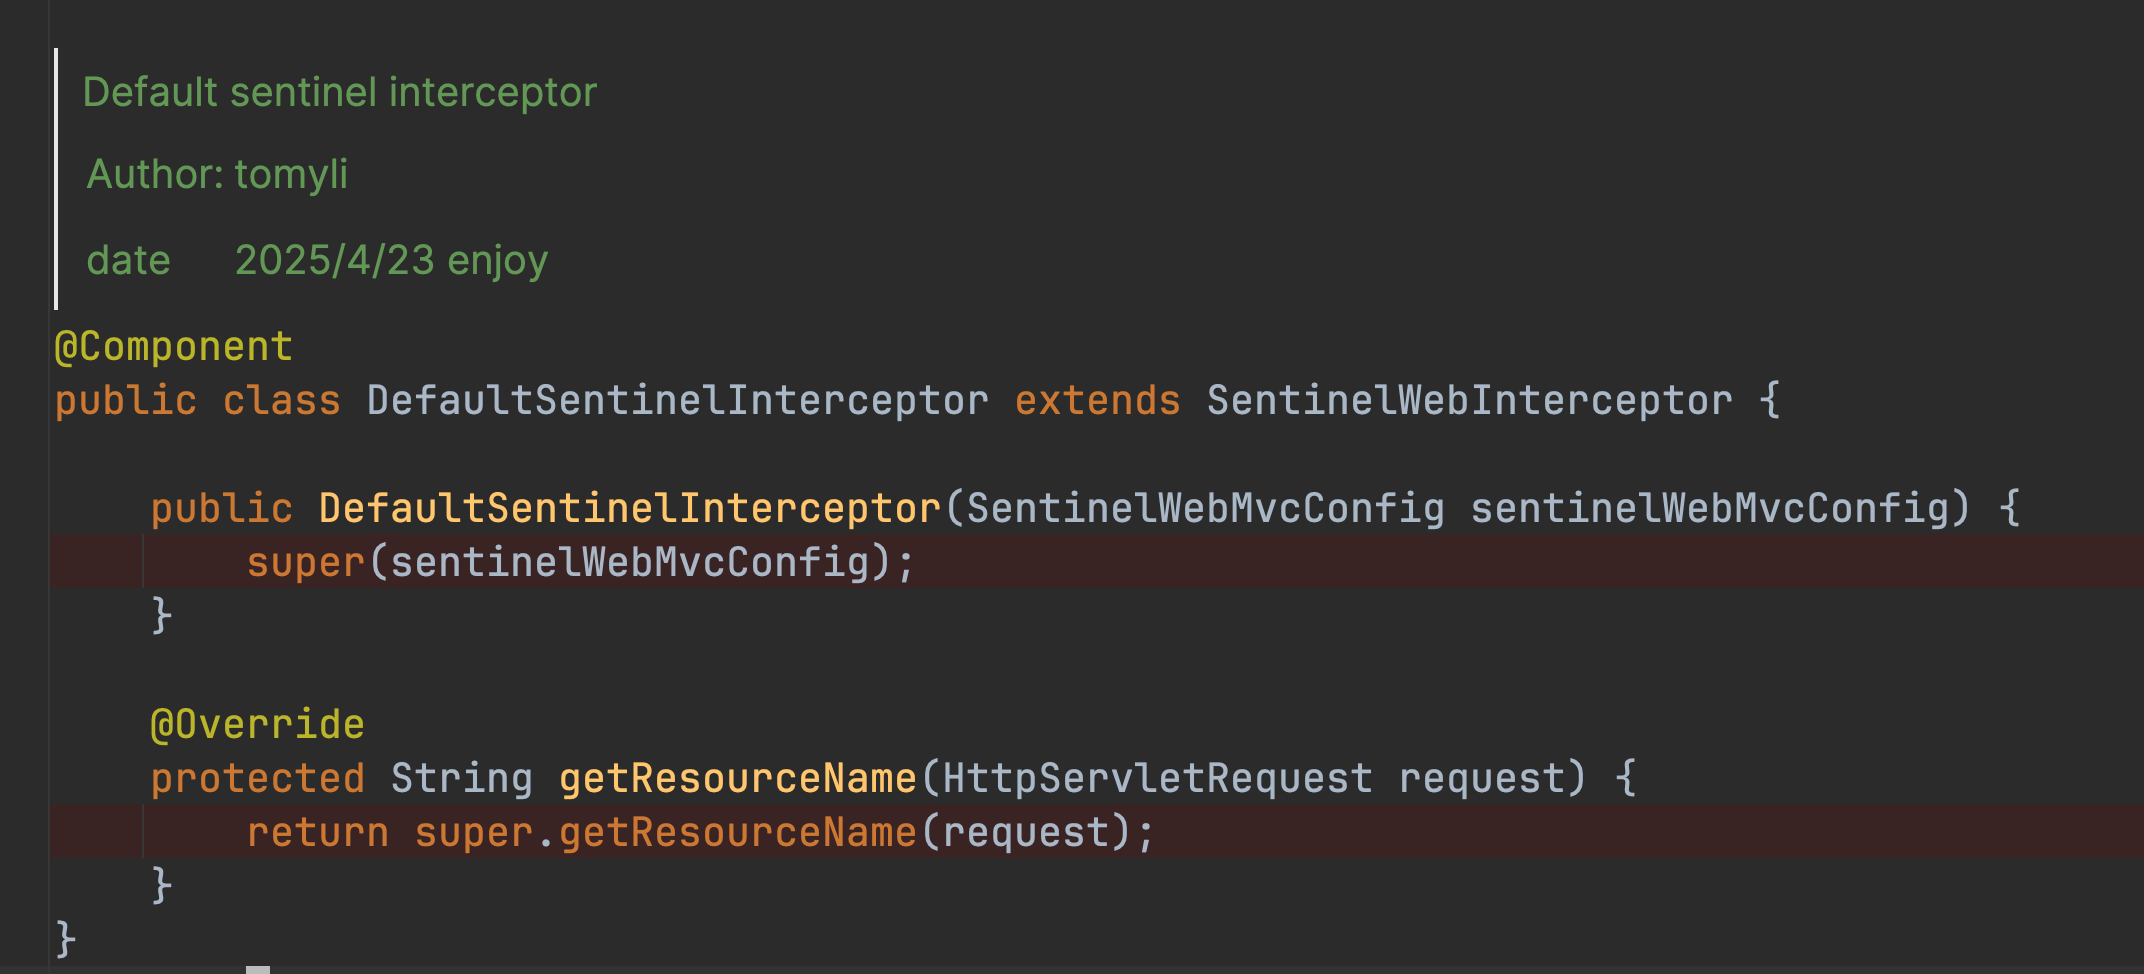 Default sentinel interceptor
Author: tomyli
date 2025/4/23 enjoy
@Component
public class DefaultSentinelInterceptor extends SentinelWebInterceptor {
public DefaultSentinelInterceptor(SentinelWebMvcConfig sentinelWebMvcConfig) {
super(sentinelWebMvcConfig);
}
@Override
protected String getResourceName(HttpServletRequest request) {
return super.getResourceName(request);
}
}